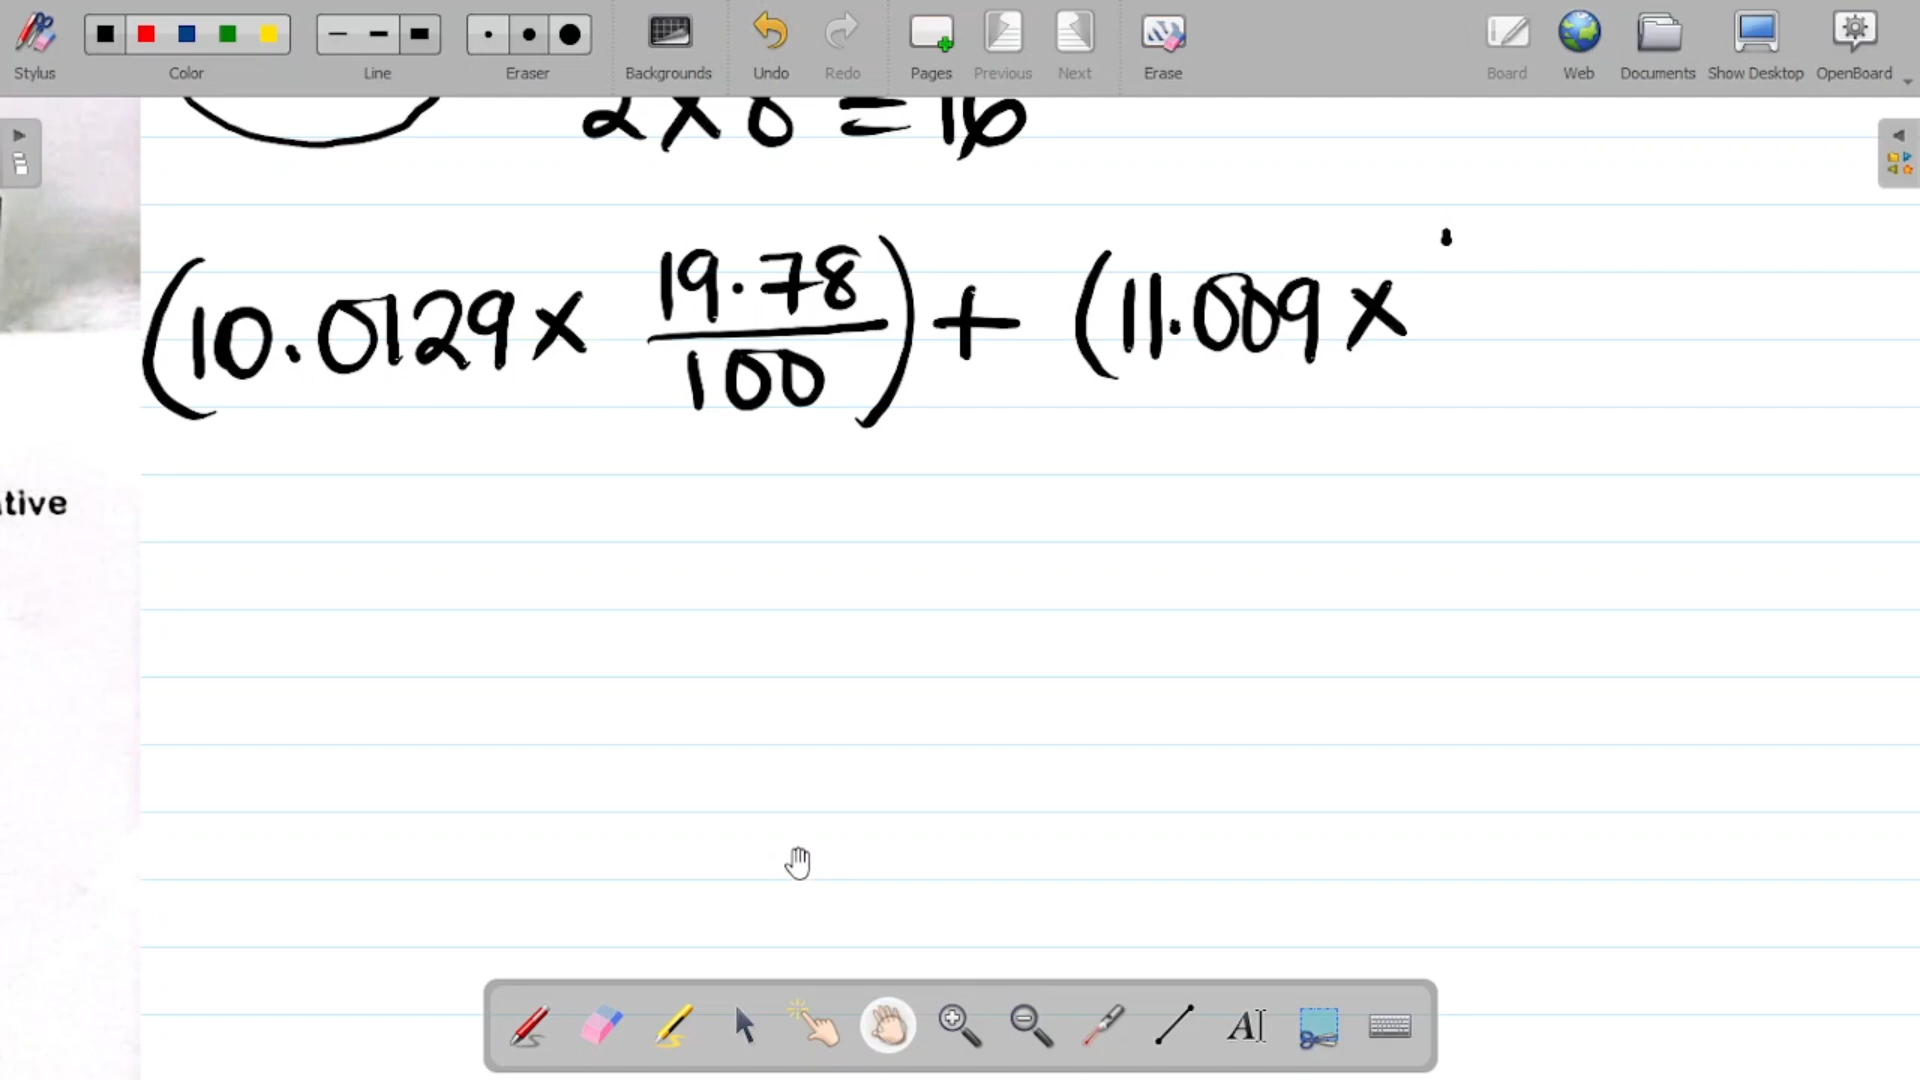 Stylus Color Line Eraser Backgrounds Undo Redo Pages Previous Next Erase Board Web Documents Show Desktop OpenBoard
2 x 8 = 16
(10.0129 x 19.78/100) + (11.009 x
ative